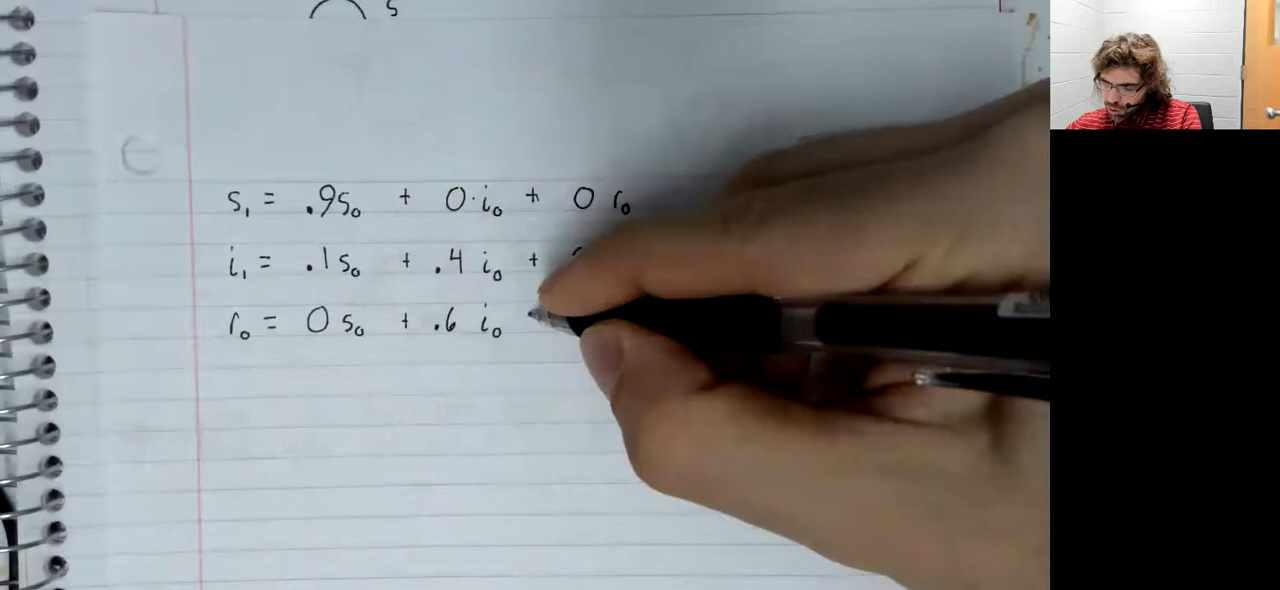 s
s₁ = .9s₀ + 0·i₀ + 0 r₀
i₁ = .1s₀ + .4 i₀ +
r₀ = 0 s₀ + .6 i₀